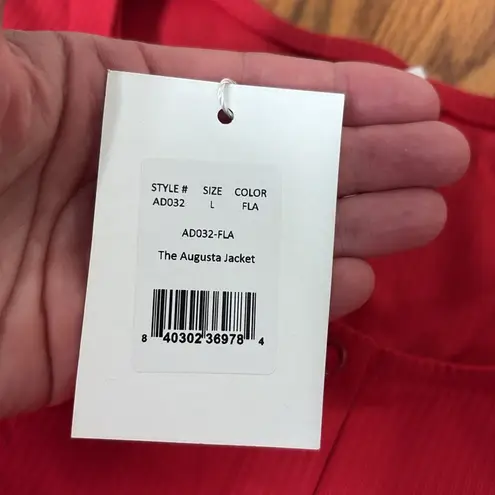 STYLE # SIZE COLOR
AD032 L FLA
AD032-FLA
The Augusta Jacket
8 40302 36978 4